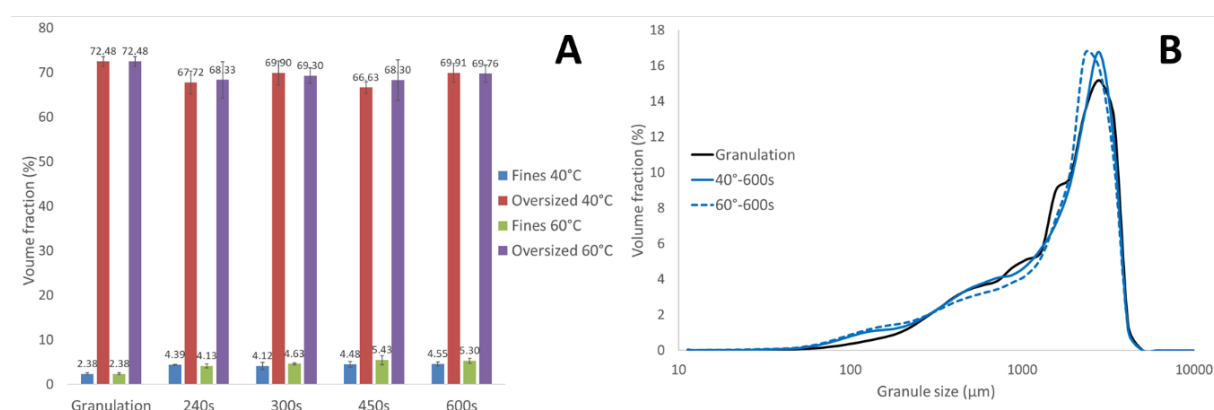 A
80
70
60
50
40
30
20
10
0
Voume fraction (%)
72.48 72.48
67.72 68.33
69.90 69.30
66.63 68.30
69.91 69.76
2.38 2.38
4.39 4.13
4.12 4.63
4.48 5.43
4.55 5.30
Granulation 240s 300s 450s 600s
Fines 40°C
Oversized 40°C
Fines 60°C
Oversized 60°C
B
18
16
14
12
10
8
6
4
2
0
Volume fraction (%)
Granulation
40°-600s
60°-600s
10 100 1000 10000
Granule size (µm)